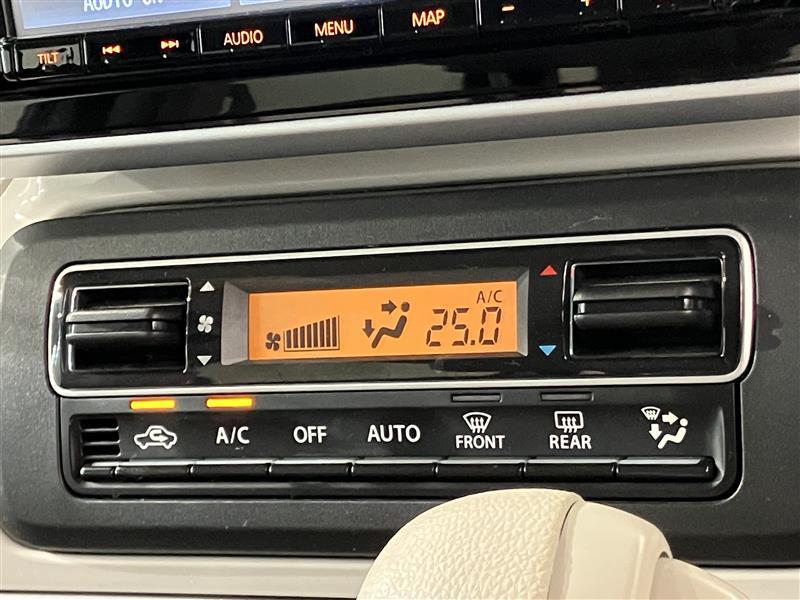 TILT AUDIO MENU MAP - +
A/C
25.0
A/C OFF AUTO FRONT REAR